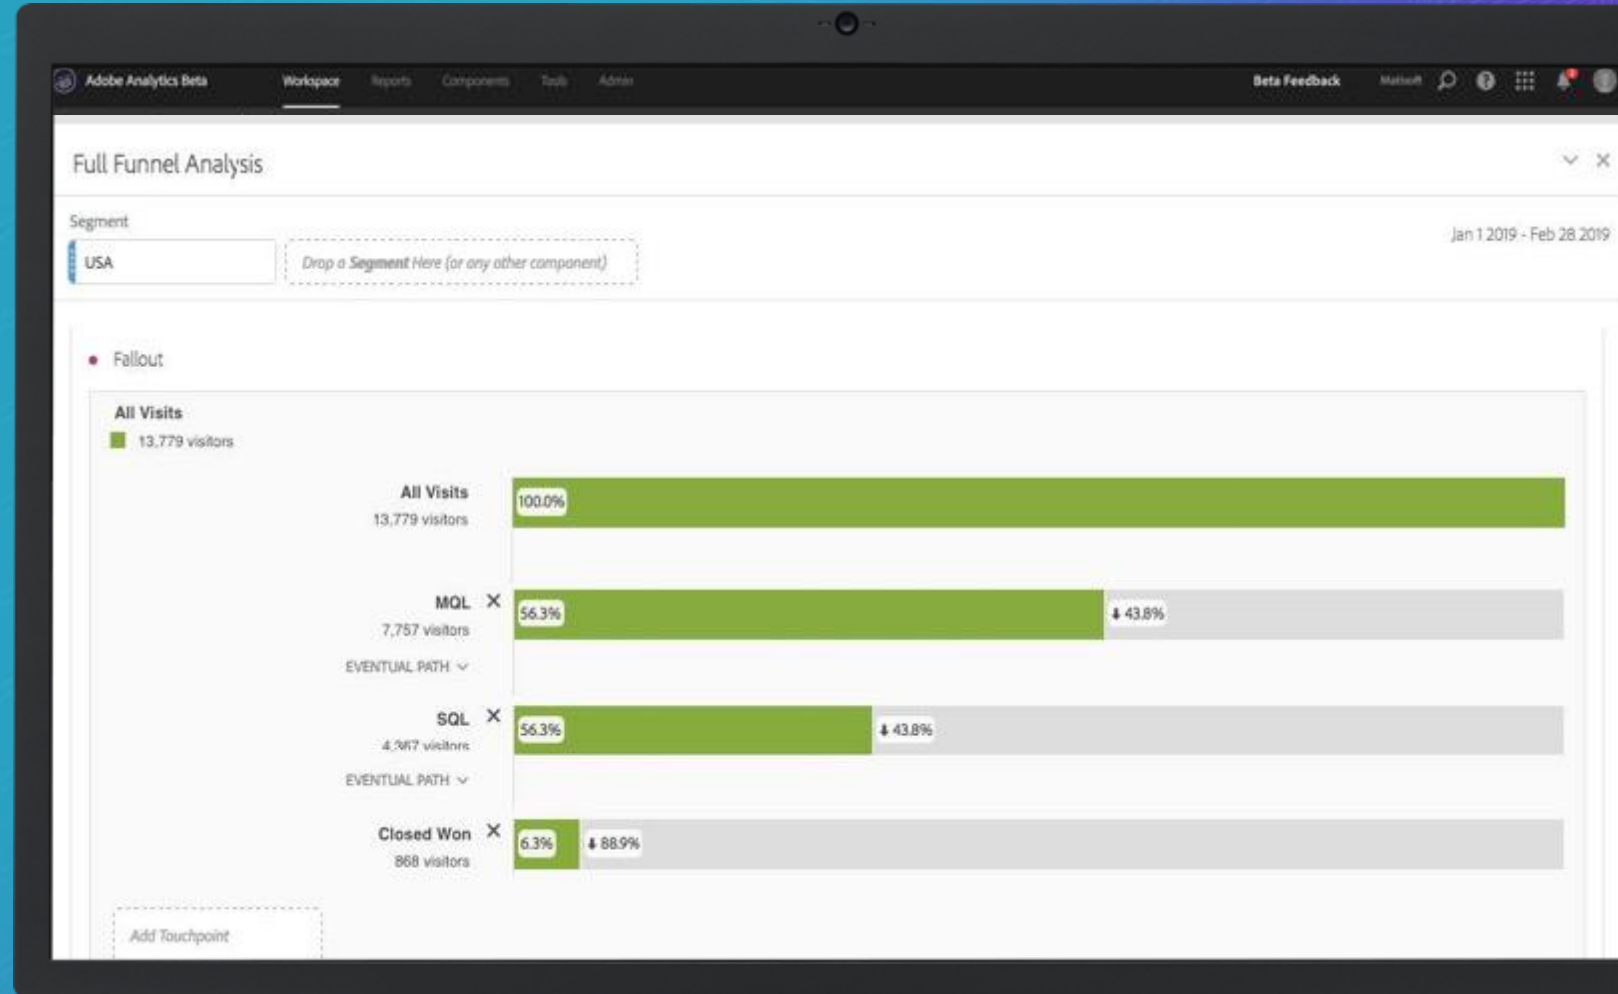 Adobe Analytics Beta Workspace Reports Components Tools Admin Beta Feedback
Full Funnel Analysis
Segment
Jan 1 2019 - Feb 28 2019
USA
Drop a Segment Here (or any other component)
Fallout
All Visits
13,779 visitors
All Visits
100.0%
13,779 visitors
MQL
56.3%
43.8%
7,757 visitors
EVENTUAL PATH
SQL
56.3%
43.8%
4,367 visitors
EVENTUAL PATH
Closed Won
6.3%
88.9%
868 visitors
Add Touchpoint